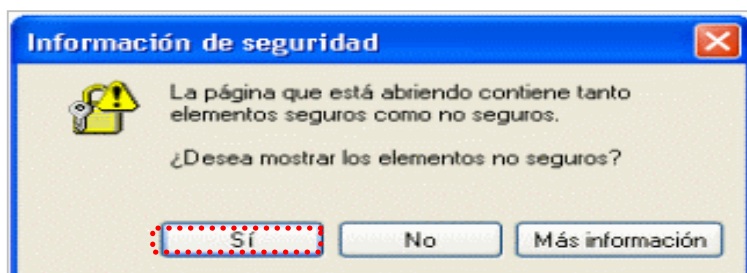 Información de seguridad
La página que está abriendo contiene tanto
elementos seguros como no seguros.
¿Desea mostrar los elementos no seguros?
Sí
No
Más información